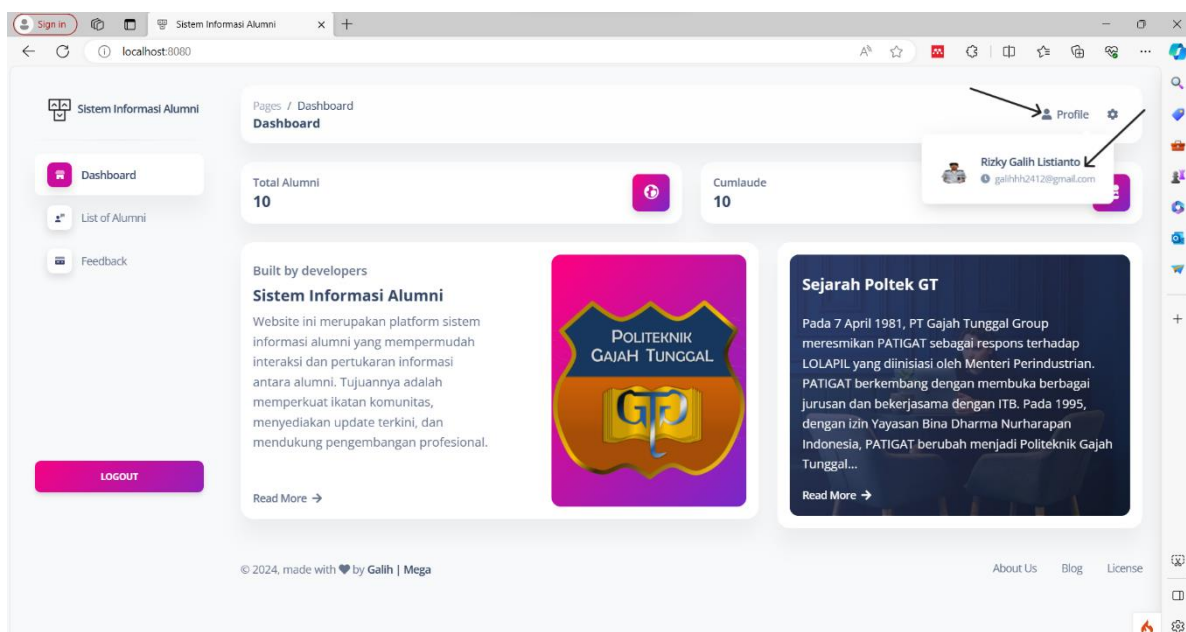 Sign in
Sistem Informasi Alumni
localhost:8080
Sistem Informasi Alumni
Pages / Dashboard
Dashboard
Profile
Rizky Galih Listianto
galihhh2412@gmail.com
Dashboard
List of Alumni
Feedback
LOGOUT
Total Alumni
10
Cumlaude
10
Built by developers
Sistem Informasi Alumni
Website ini merupakan platform sistem
informasi alumni yang mempermudah
interaksi dan pertukaran informasi
antara alumni. Tujuannya adalah
memperkuat ikatan komunitas,
menyediakan update terkini, dan
mendukung pengembangan profesional.
Read More →
POLITEKNIK
GAJAH TUNGGAL
GT
Sejarah Poltek GT
Pada 7 April 1981, PT Gajah Tunggal Group
meresmikan PATIGAT sebagai respons terhadap
LOLAPIL yang diinisiasi oleh Menteri Perindustrian.
PATIGAT berkembang dengan membuka berbagai
jurusan dan bekerjasama dengan ITB. Pada 1995,
dengan izin Yayasan Bina Dharma Nurharapan
Indonesia, PATIGAT berubah menjadi Politeknik Gajah
Tunggal...
Read More →
© 2024, made with ♥ by Galih | Mega
About Us Blog License